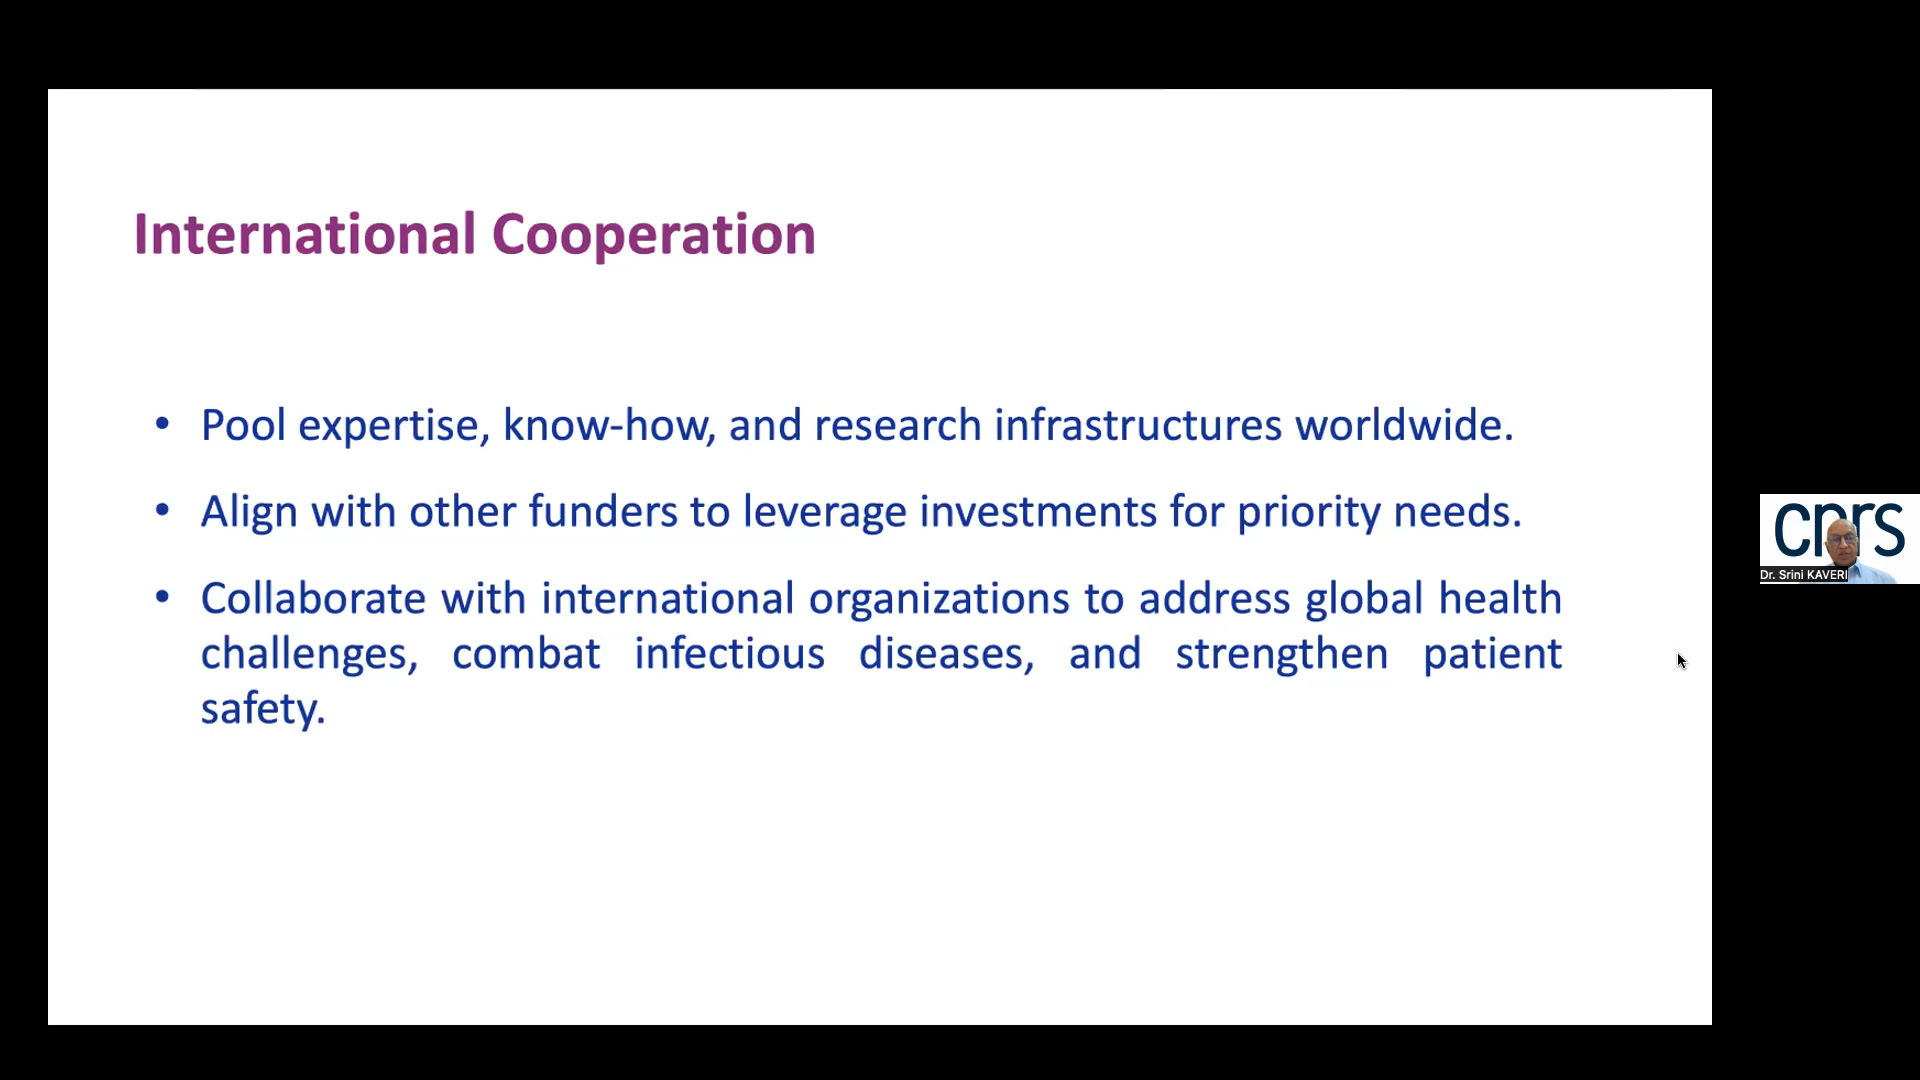 International Cooperation
• Pool expertise, know-how, and research infrastructures worldwide.
• Align with other funders to leverage investments for priority needs.
• Collaborate with international organizations to address global health
challenges, combat infectious diseases, and strengthen patient
safety.
cnrs
Dr. Srini KAVERI